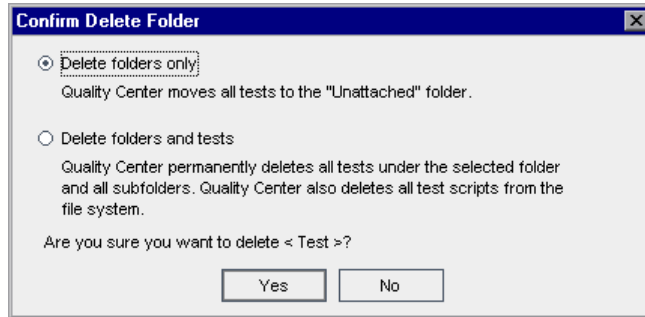 Confirm Delete Folder
Delete folders only
Quality Center moves all tests to the "Unattached" folder.
Delete folders and tests
Quality Center permanently deletes all tests under the selected folder
and all subfolders. Quality Center also deletes all test scripts from the
file system.
Are you sure you want to delete < Test >?
Yes No